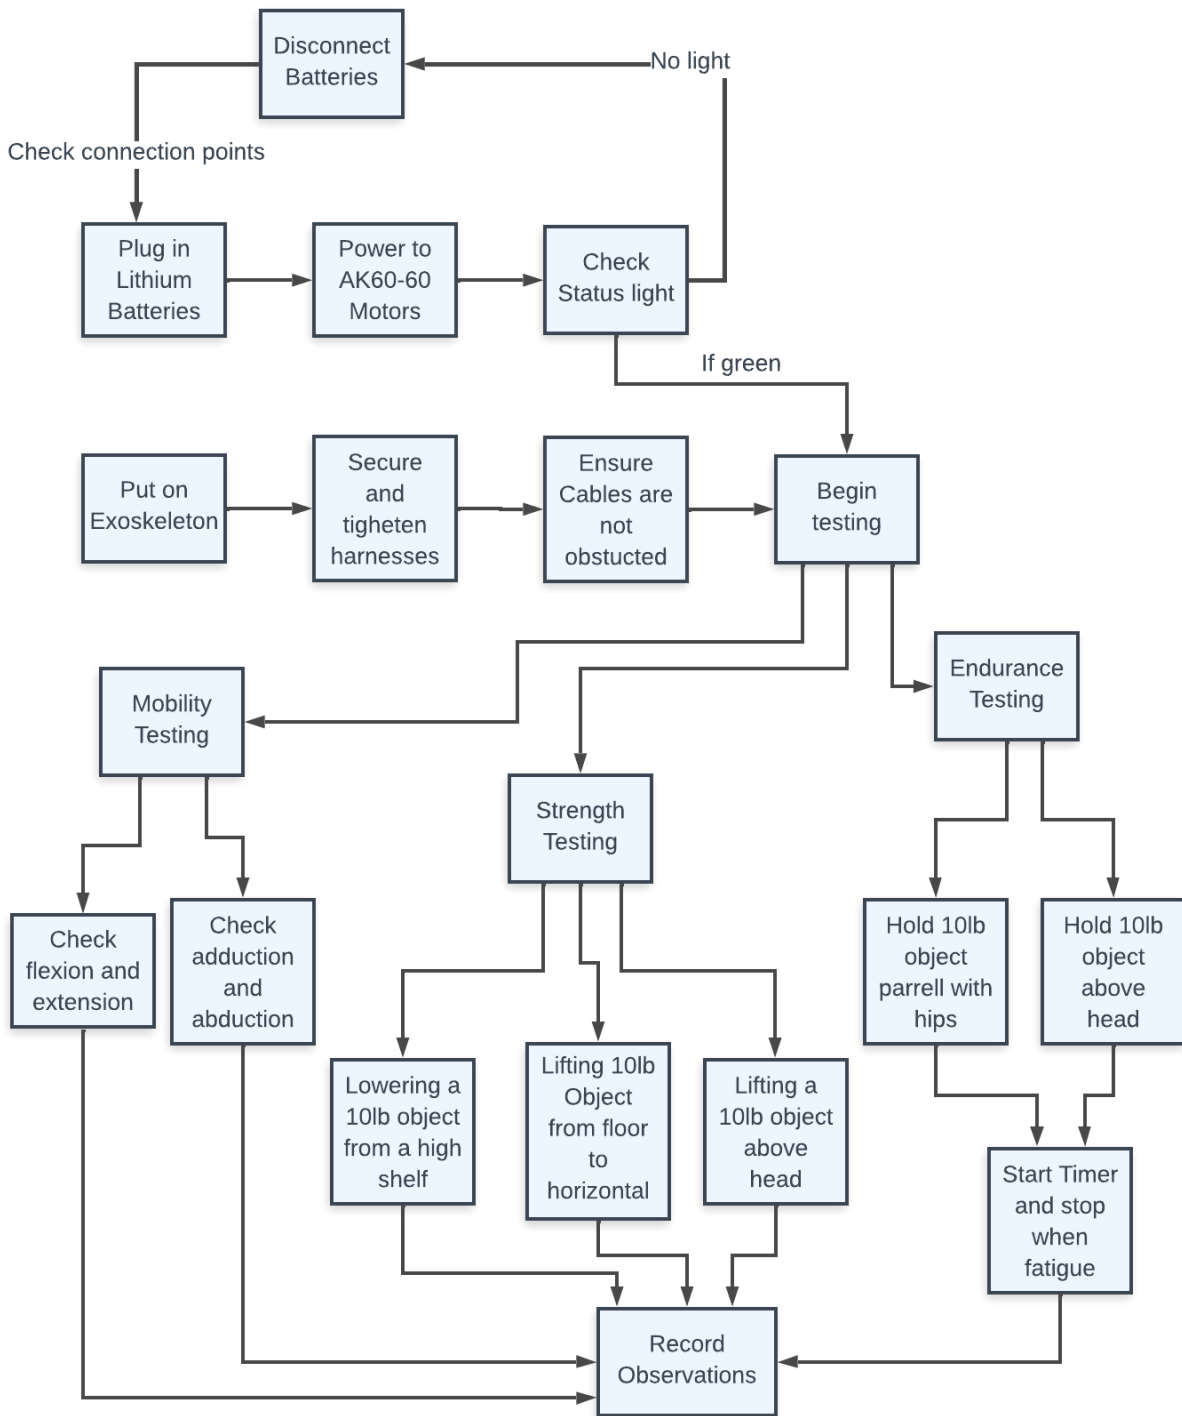 Disconnect
Batteries
No light
Check connection points
Plug in
Lithium
Batteries
Power to
AK60-60
Motors
Check
Status light
If green
Put on
Exoskeleton
Secure
and
tigheten
harnesses
Ensure
Cables are
not
obstucted
Begin
testing
Mobility
Testing
Strength
Testing
Endurance
Testing
Check
flexion and
extension
Check
adduction
and
abduction
Lowering a
10lb object
from a high
shelf
Lifting 10lb
Object
from floor
to
horizontal
Lifting a
10lb object
above
head
Hold 10lb
object
parrell with
hips
Hold 10lb
object
above
head
Start Timer
and stop
when
fatigue
Record
Observations